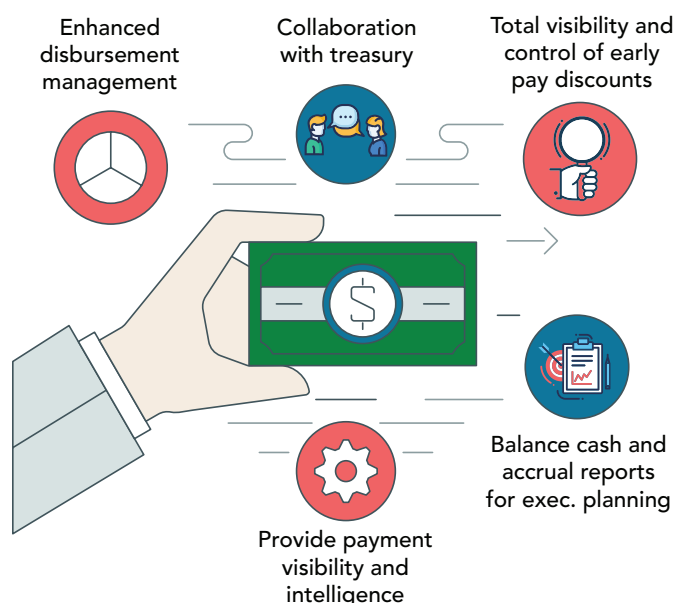 Enhanced
disbursement
management
Collaboration
with treasury
Total visibility and
control of early
pay discounts
$
Balance cash and
accrual reports
for exec. planning
Provide payment
visibility and
intelligence